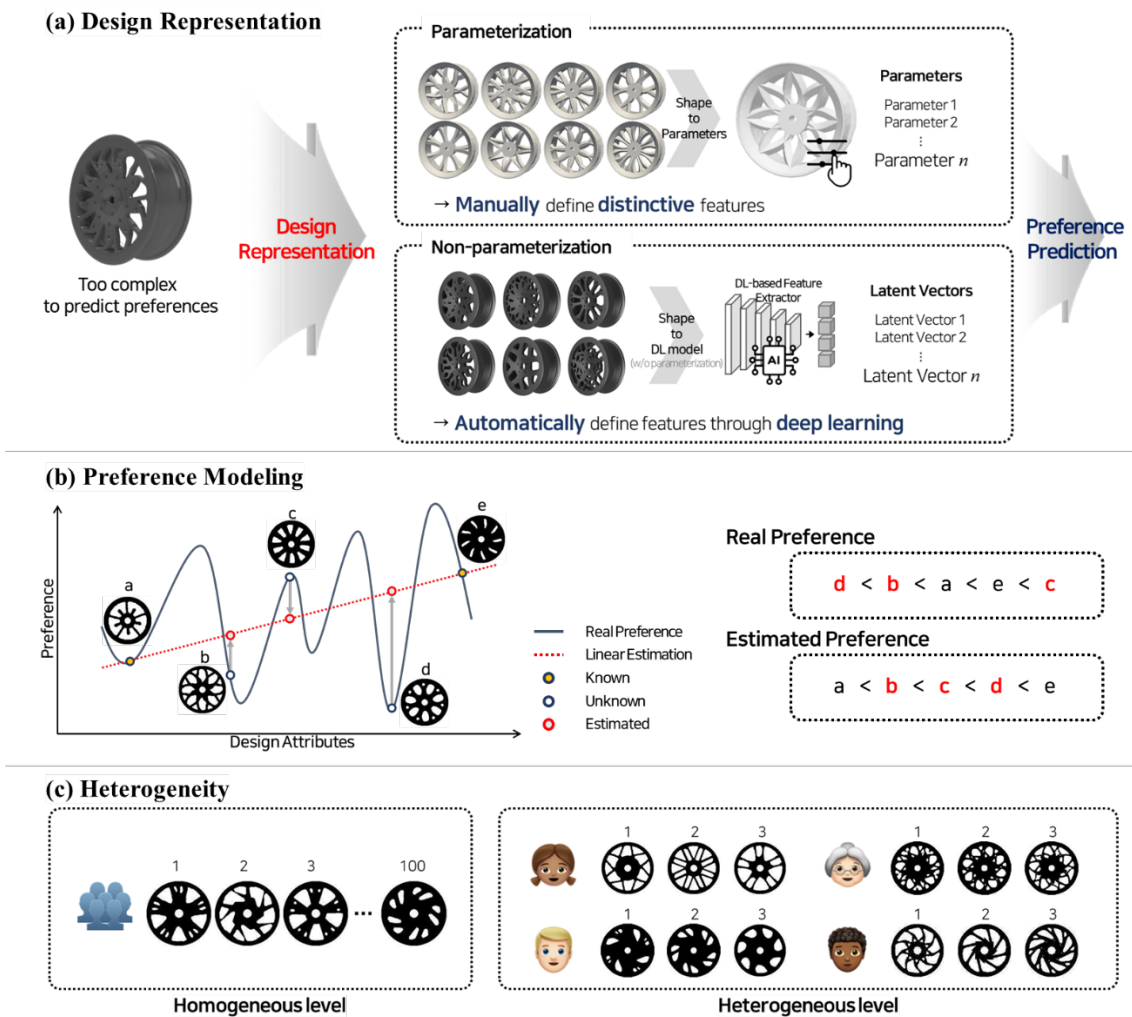 (a) Design Representation
Too complex
to predict preferences
Design
Representation
Parameterization
Shape
to
Parameters
Parameters
Parameter 1
Parameter 2
⋮
Parameter n
→ Manually define distinctive features
Non-parameterization
Shape
to
DL model
(w/o parameterization)
DL-based Feature
Extractor
AI
Latent Vectors
Latent Vector 1
Latent Vector 2
⋮
Latent Vector n
→ Automatically define features through deep learning
Preference
Prediction
(b) Preference Modeling
Preference
a
b
c
d
e
Design Attributes
Real Preference
Linear Estimation
Known
Unknown
Estimated
Real Preference
d < b < a < e < c
Estimated Preference
a < b < c < d < e
(c) Heterogeneity
1 2 3 ... 100
Homogeneous level
1 2 3
1 2 3
1 2 3
1 2 3
Heterogeneous level